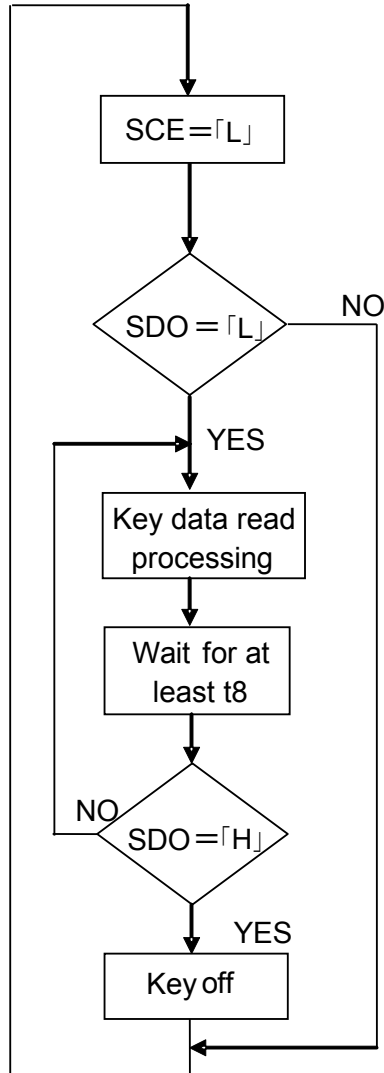 SCE=「L」
SDO=「L」
NO
YES
Key data read
processing
Wait for at
least t8
NO
SDO=「H」
YES
Key off